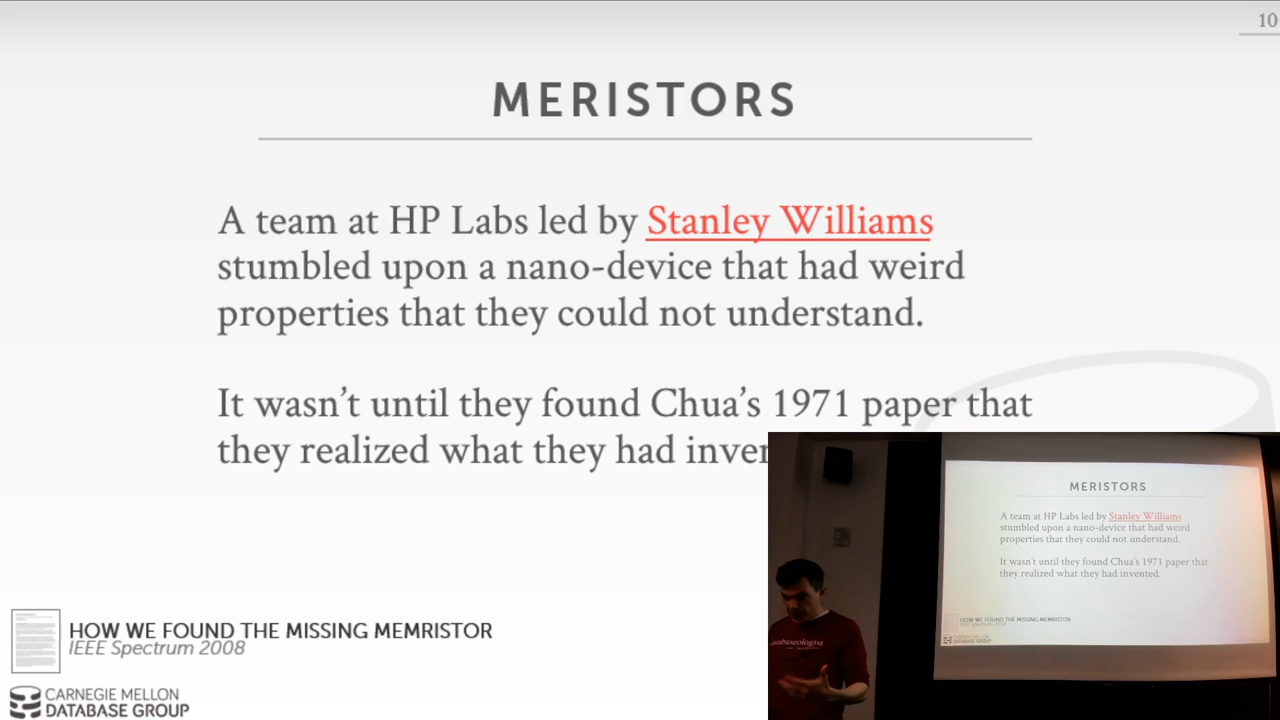 10
MERISTORS
A team at HP Labs led by Stanley Williams
stumbled upon a nano-device that had weird
properties that they could not understand.
It wasn't until they found Chua's 1971 paper that
they realized what they had inven
HOW WE FOUND THE MISSING MEMRISTOR
IEEE Spectrum 2008
CARNEGIE MELLON
DATABASE GROUP
MERISTORS
A team at HP Labs led by Stanley Williams
stumbled upon a nano-device that had weird
properties that they could not understand.
It wasn't until they found Chua's 1971 paper that
they realized what they had invented.
HOW WE FOUND THE MISSING MEMRISTOR
IEEE Spectrum 2008
CARNEGIE MELLON
DATABASE GROUP